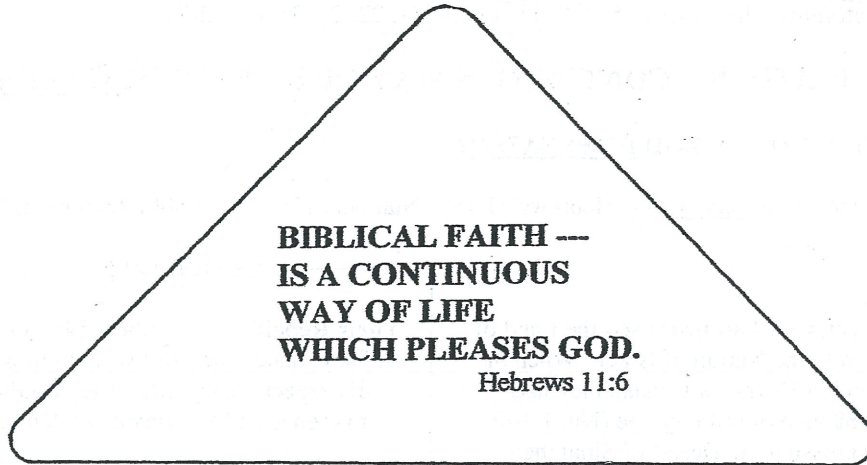 BIBLICAL FAITH ---
IS A CONTINUOUS
WAY OF LIFE
WHICH PLEASES GOD.
Hebrews 11:6